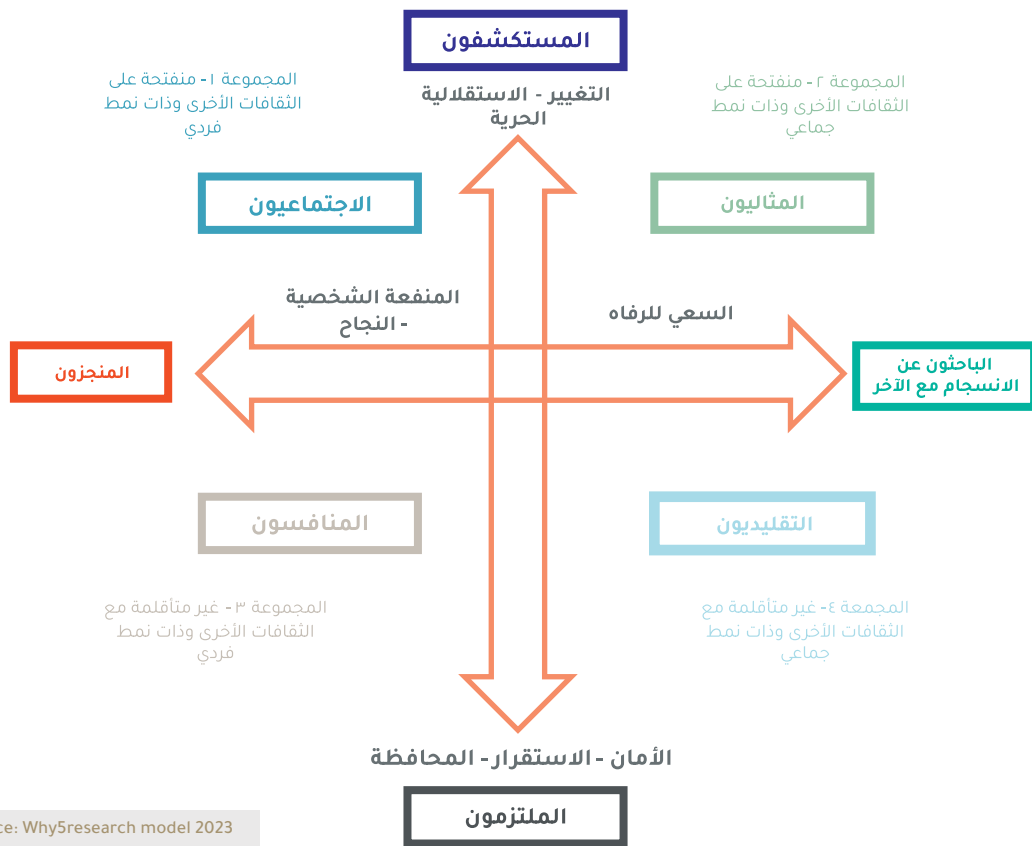 المستكشفون
التغيير - الاستقلالية
الحرية
المجموعة ٢- منفتحة على
الثقافات الأخرى وذات نمط
جماعي
المجموعة ١- منفتحة على
الثقافات الأخرى وذات نمط
فردي
المثاليون
الاجتماعيون
السعي للرفاه
المنفعة الشخصية
- النجاح
الباحثون عن
الانسجام مع الآخر
المنجزون
التقليديون
المنافسون
المجمعة ٤- غير متأقلمة مع
الثقافات الأخرى وذات نمط
جماعي
المجموعة ٣- غير متأقلمة مع
الثقافات الأخرى وذات نمط
فردي
الأمان - الاستقرار - المحافظة
الملتزمون
ce: Why5research model 2023